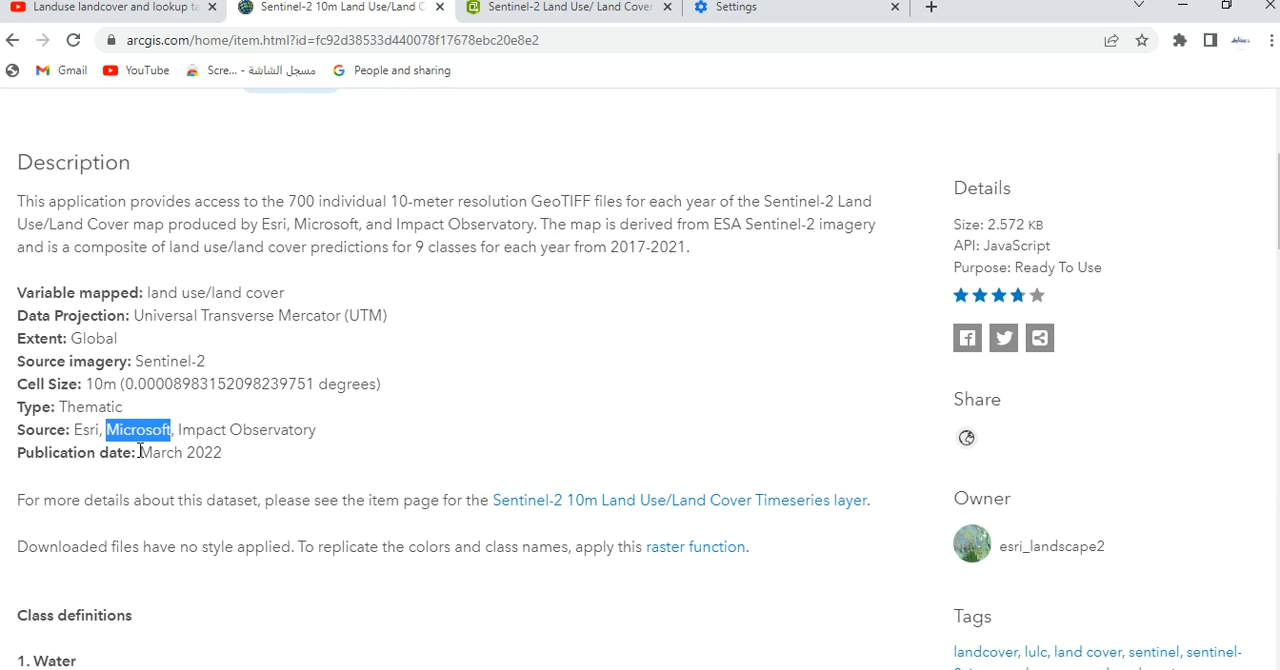 Landuse landcover and lookup ta
Sentinel-2 10m Land Use/Land C
Sentinel-2 Land Use/ Land Cover
Settings
arcgis.com/home/item.html?id=fc92d38533d440078f17678ebc20e8e2
Gmail
YouTube
Scre... - مسجل الشاشة
People and sharing
Description
This application provides access to the 700 individual 10-meter resolution GeoTIFF files for each year of the Sentinel-2 Land
Use/Land Cover map produced by Esri, Microsoft, and Impact Observatory. The map is derived from ESA Sentinel-2 imagery
and is a composite of land use/land cover predictions for 9 classes for each year from 2017-2021.
Variable mapped: land use/land cover
Data Projection: Universal Transverse Mercator (UTM)
Extent: Global
Source imagery: Sentinel-2
Cell Size: 10m (0.00008983152098239751 degrees)
Type: Thematic
Source: Esri, Microsoft, Impact Observatory
Publication date: March 2022
For more details about this dataset, please see the item page for the Sentinel-2 10m Land Use/Land Cover Timeseries layer.
Downloaded files have no style applied. To replicate the colors and class names, apply this raster function.
Class definitions
1. Water
Details
Size: 2.572 KB
API: JavaScript
Purpose: Ready To Use
Share
Owner
esri_landscape2
Tags
landcover, lulc, land cover, sentinel, sentinel-